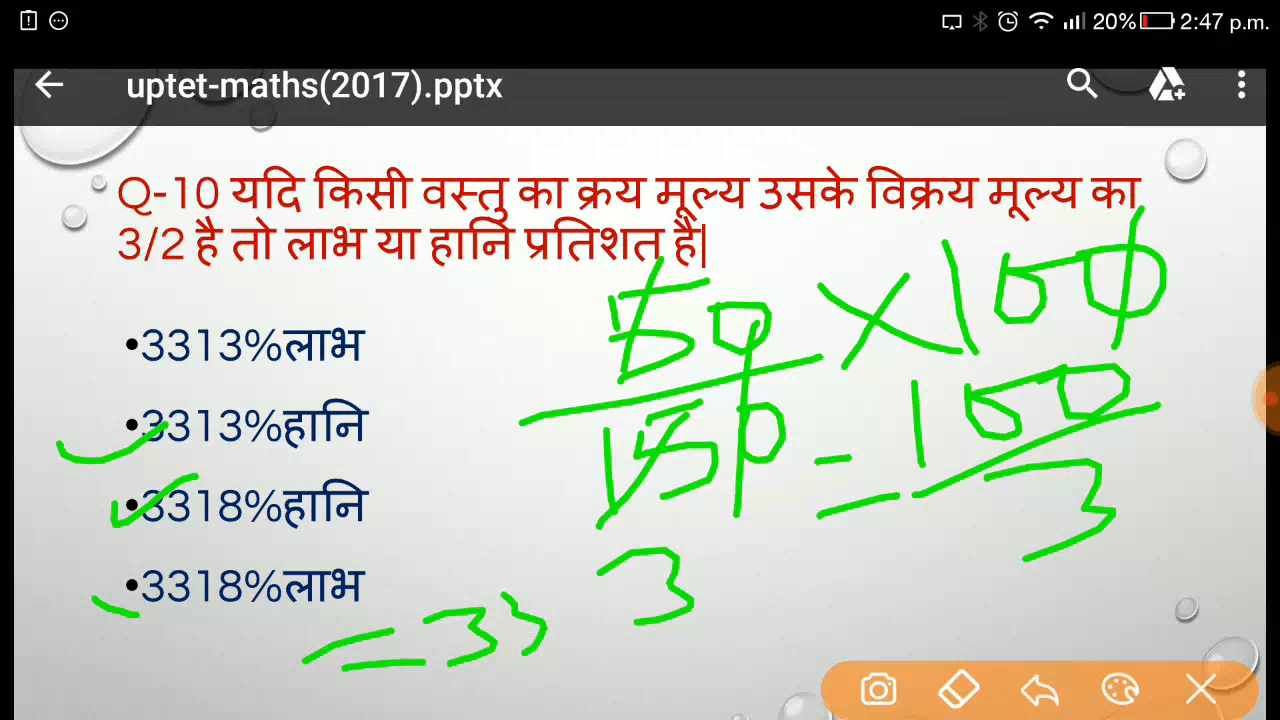 20% 2:47 p.m.
uptet-maths(2017).pptx
Q-10 यदि किसी वस्तु का क्रय मूल्य उसके विक्रय मूल्य का
3/2 है तो लाभ या हानि प्रतिशत है|
•3313%लाभ
•3313%हानि
•3318%हानि
•3318%लाभ
50 × 100
150 = 100
3
3
= 33